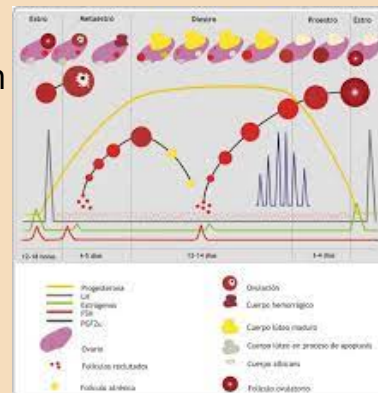 n
Estro Metaestro Diestro Proestro Estro
12-14 horas 4-5 días 12-14 días 3-4 días
Progesterona
LH
Estrógenos
FSH
PGF2α
Ovario
Folículos reclutados
Folículo atrésico
Ovulación
Cuerpo hemorrágico
Cuerpo lúteo maduro
Cuerpo lúteo en proceso de apoptosis
Cuerpo albicans
Folículo ovulatorio